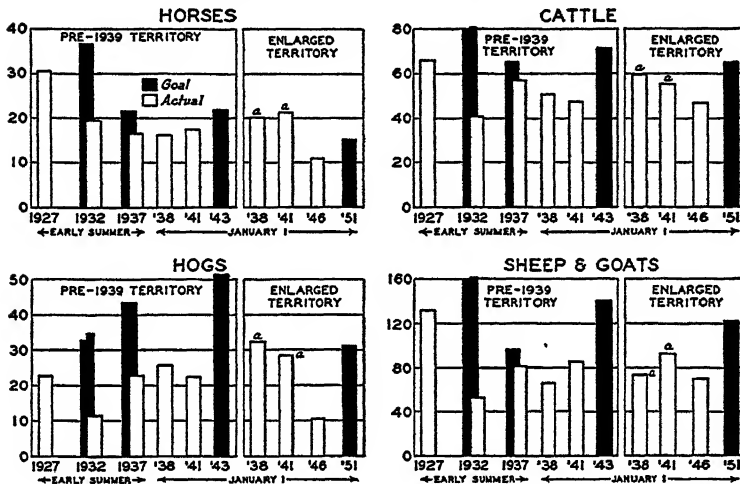 HORSES
PRE-1939 TERRITORY
ENLARGED TERRITORY
40
30
20
10
0
Goal
Actual
a a
1927 1932 1937 '38 '41 '43 '38 '41 '46 '51
EARLY SUMMER JANUARY 1
CATTLE
PRE-1939 TERRITORY
ENLARGED TERRITORY
80
60
40
20
0
a a
1927 1932 1937 '38 '41 '43 '38 '41 '46 '51
EARLY SUMMER JANUARY 1
HOGS
PRE-1939 TERRITORY
ENLARGED TERRITORY
50
40
30
20
10
0
a a
1927 1932 1937 '38 '41 '43 '38 '41 '46 '51
EARLY SUMMER JANUARY 1
SHEEP & GOATS
PRE-1939
TERRITORY
ENLARGED
TERRITORY
160
120
80
40
0
a a
1927 1932 1937 '38 '41 '43 '38 '41 '46 '51
EARLY SUMMER JANUARY 1